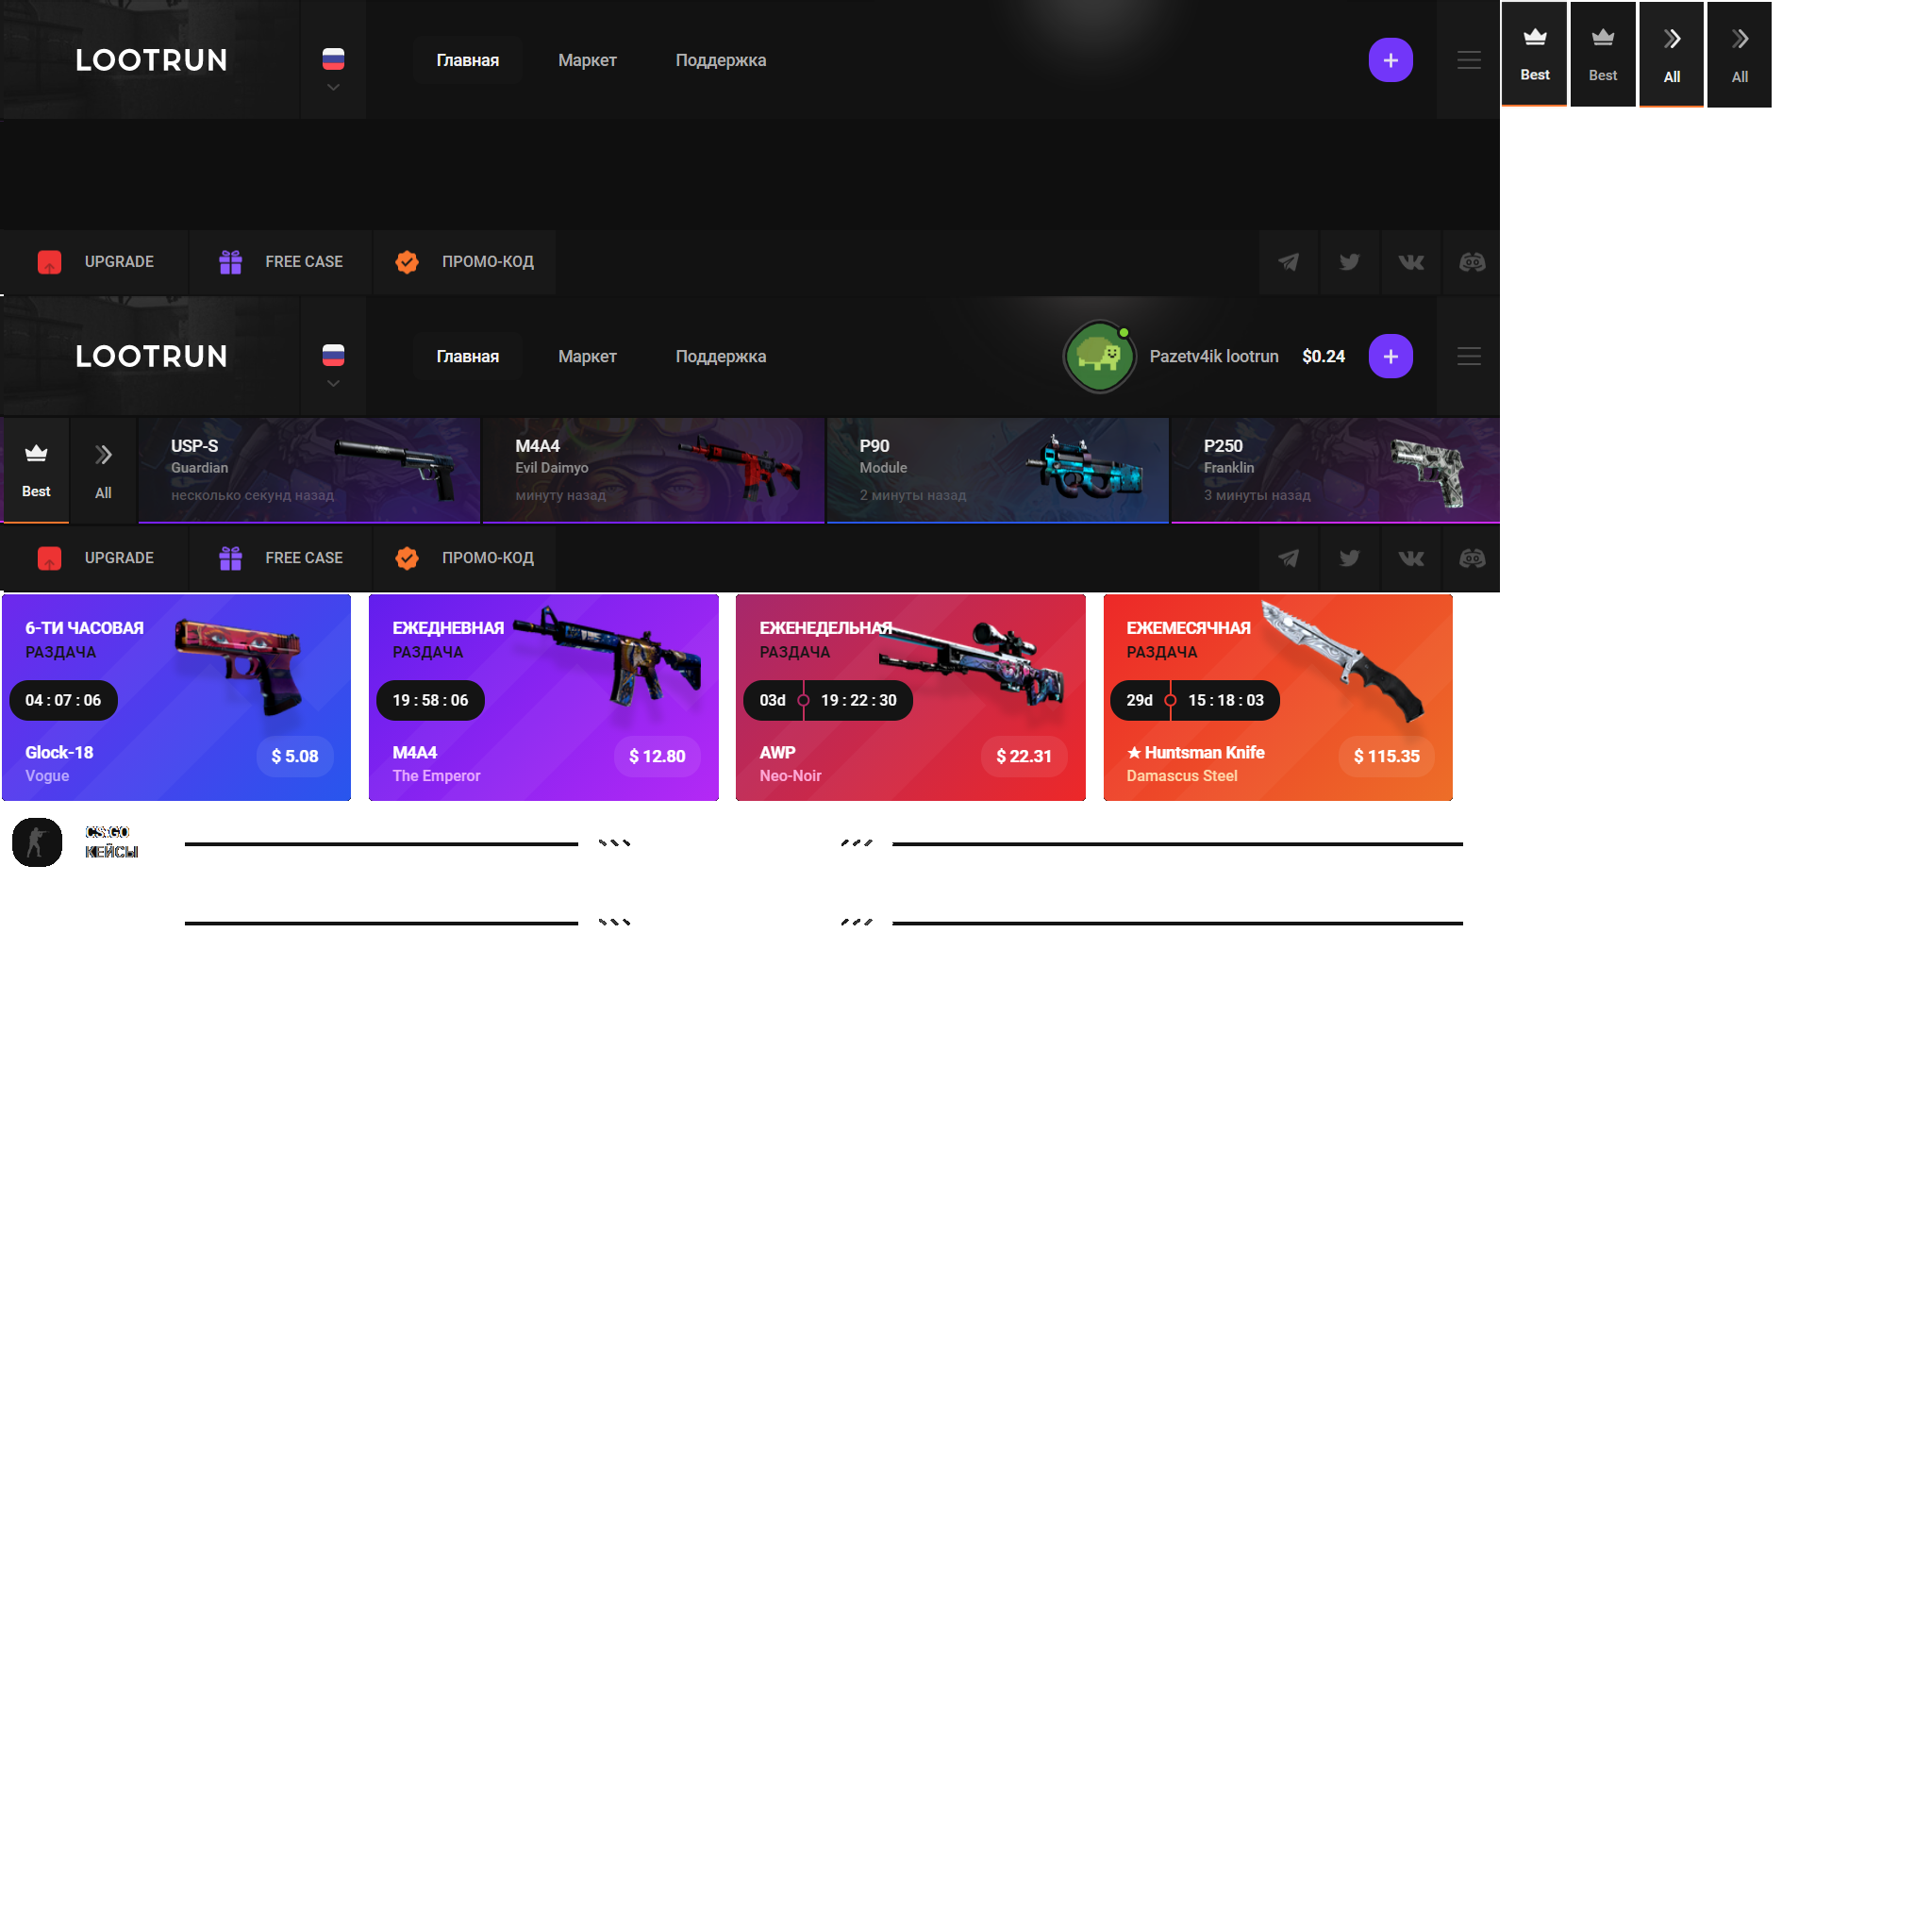 LOOTRUN
Главная
Маркет
Поддержка
Best
Best
All
All
UPGRADE
FREE CASE
ПРОМО-КОД
LOOTRUN
Главная
Маркет
Поддержка
Pazetv4ik lootrun
$0.24
Best
All
USP-S
Guardian
несколько секунд назад
M4A4
Evil Daimyo
минуту назад
P90
Module
2 минуты назад
P250
Franklin
3 минуты назад
UPGRADE
FREE CASE
ПРОМО-КОД
6-ТИ ЧАСОВАЯ
РАЗДАЧА
04 : 07 : 06
Glock-18
Vogue
$ 5.08
ЕЖЕДНЕВНАЯ
РАЗДАЧА
19 : 58 : 06
M4A4
The Emperor
$ 12.80
ЕЖЕНЕДЕЛЬНАЯ
РАЗДАЧА
03d 19 : 22 : 30
AWP
Neo-Noir
$ 22.31
ЕЖЕМЕСЯЧНАЯ
РАЗДАЧА
29d 15 : 18 : 03
★ Huntsman Knife
Damascus Steel
$ 115.35
CS:GO
КЕЙСЫ